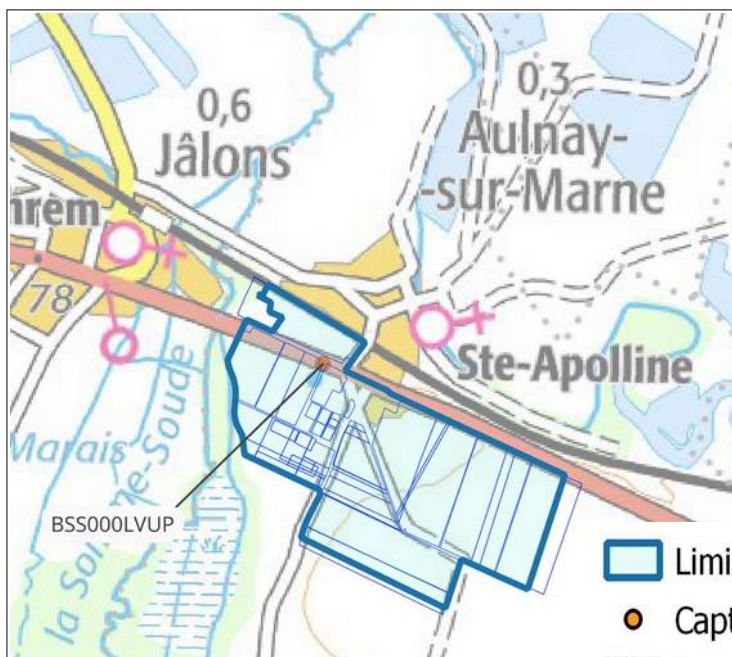 0,6
Jâlons
0,3
Aulnay-
-sur-Marne
hrem
78
Ste-Apolline
Marais
la Somme-Soude
BSS000LVUP
Limi
Capt